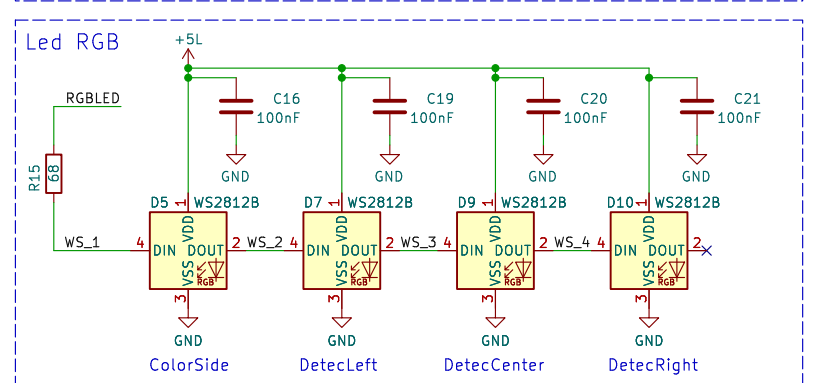 Led RGB
+5L
RGBLED
C16
100nF
C19
100nF
C20
100nF
C21
100nF
R15
68
GND
GND
GND
GND
D5
WS2812B
D7
WS2812B
D9
WS2812B
D10
WS2812B
1
1
1
1
WS_1
4
DIN
VDD
DOUT
VSS
RGB
2
WS_2
4
DIN
VDD
DOUT
VSS
RGB
2
WS_3
4
DIN
VDD
DOUT
VSS
RGB
2
WS_4
4
DIN
VDD
DOUT
VSS
RGB
2
3
3
3
3
GND
GND
GND
GND
ColorSide
DetecLeft
DetecCenter
DetecRight